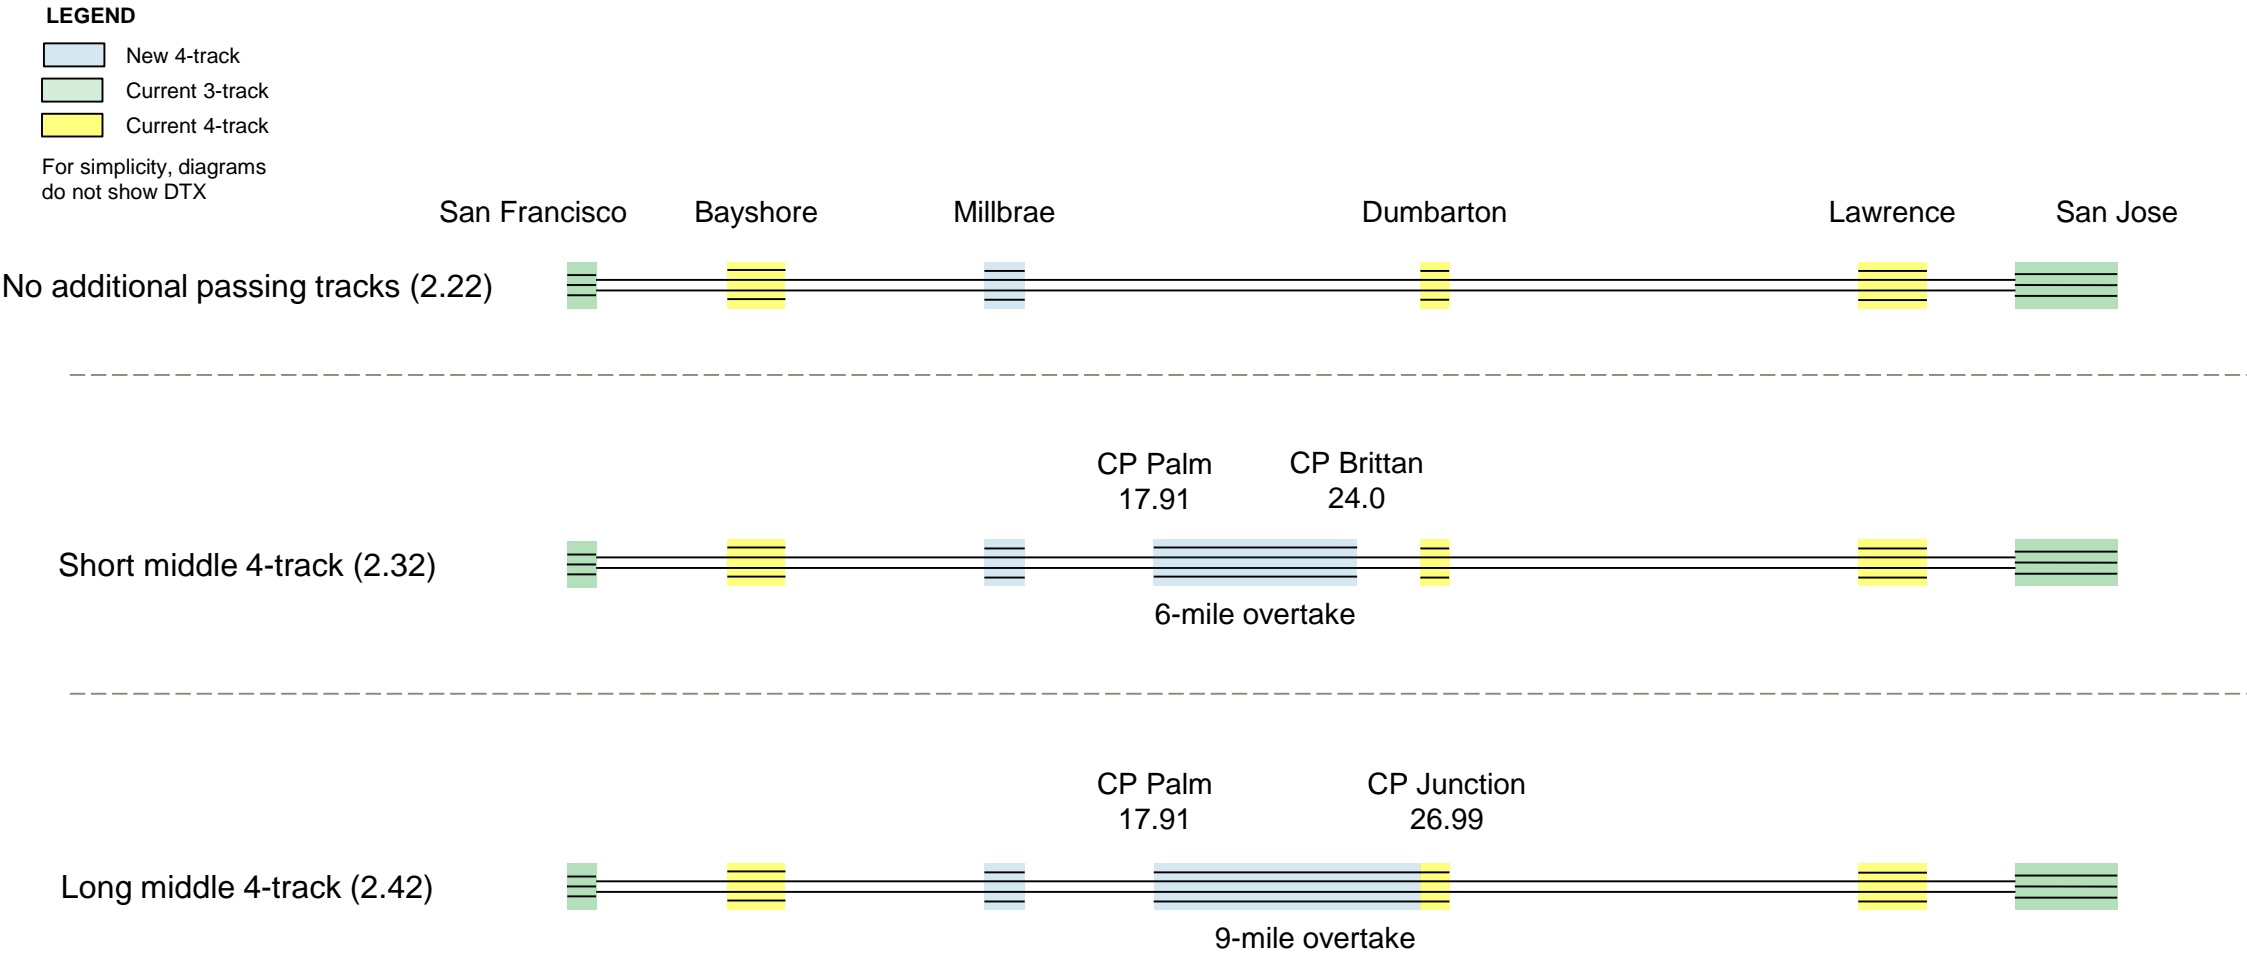 LEGEND
New 4-track
Current 3-track
Current 4-track
For simplicity, diagrams
do not show DTX
San Francisco Bayshore Millbrae Dumbarton Lawrence San Jose
No additional passing tracks (2.22)
CP Palm CP Brittan
17.91 24.0
Short middle 4-track (2.32)
6-mile overtake
CP Palm CP Junction
17.91 26.99
Long middle 4-track (2.42)
9-mile overtake